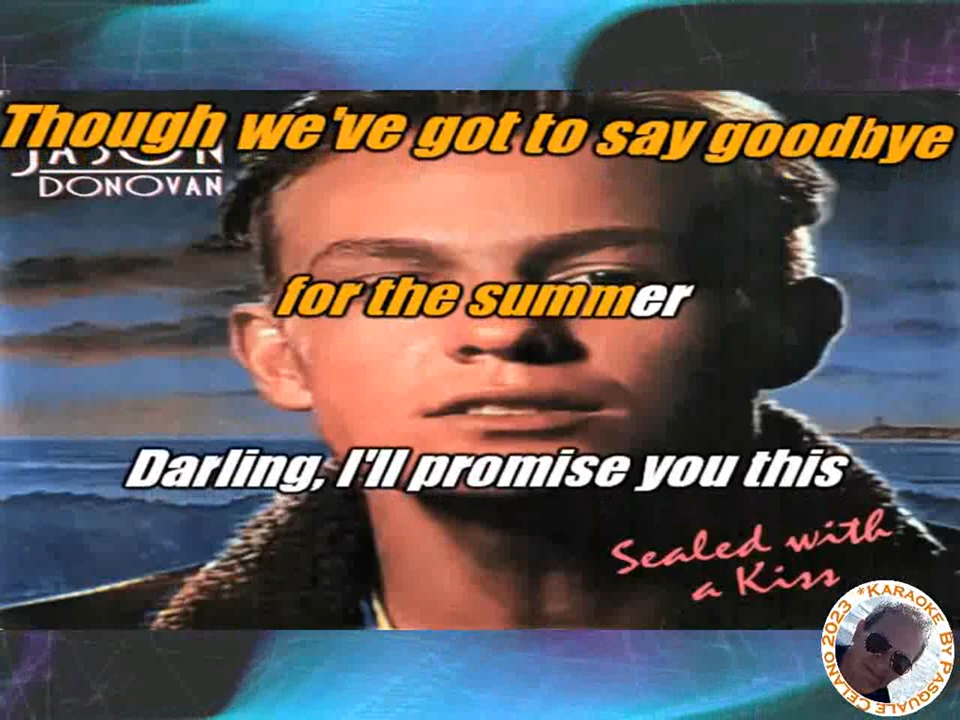 Though we've got to say goodbye
JASON
DONOVAN
for the summer
Darling, I'll promise you this
Sealed with
a Kiss
*KARAOKE BY PASQUALE CELANO 2023